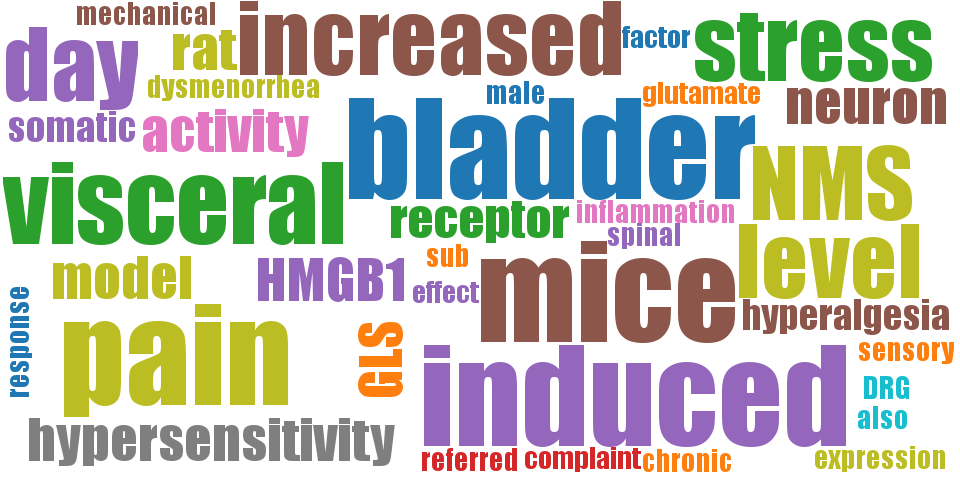 mechanical
increased
factor
stress
day
rat
dysmenorrhea
male
glutamate
neuron
somatic
activity
bladder
visceral
receptor
inflammation
spinal
NMS
sub
level
model
HMGB1
effect
mice
hyperalgesia
response
pain
GLS
induced
sensory
DRG
also
hypersensitivity
referred
complaint
chronic
expression